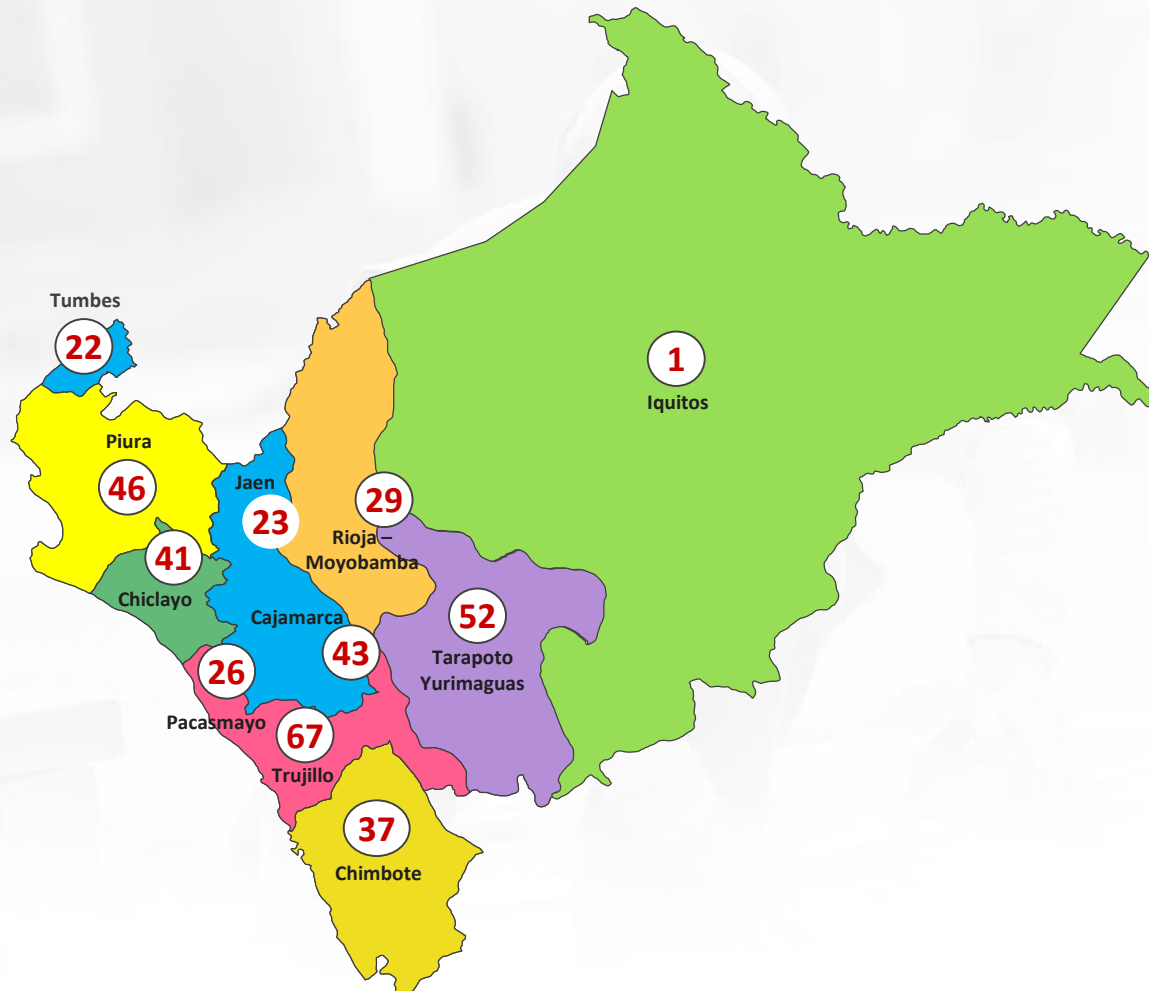 Tumbes
22
1
Iquitos
Piura
46
Jaen
23
29
Rioja –
Moyobamba
41
Chiclayo
Cajamarca
43
52
Tarapoto
Yurimaguas
26
Pacasmayo
67
Trujillo
37
Chimbote